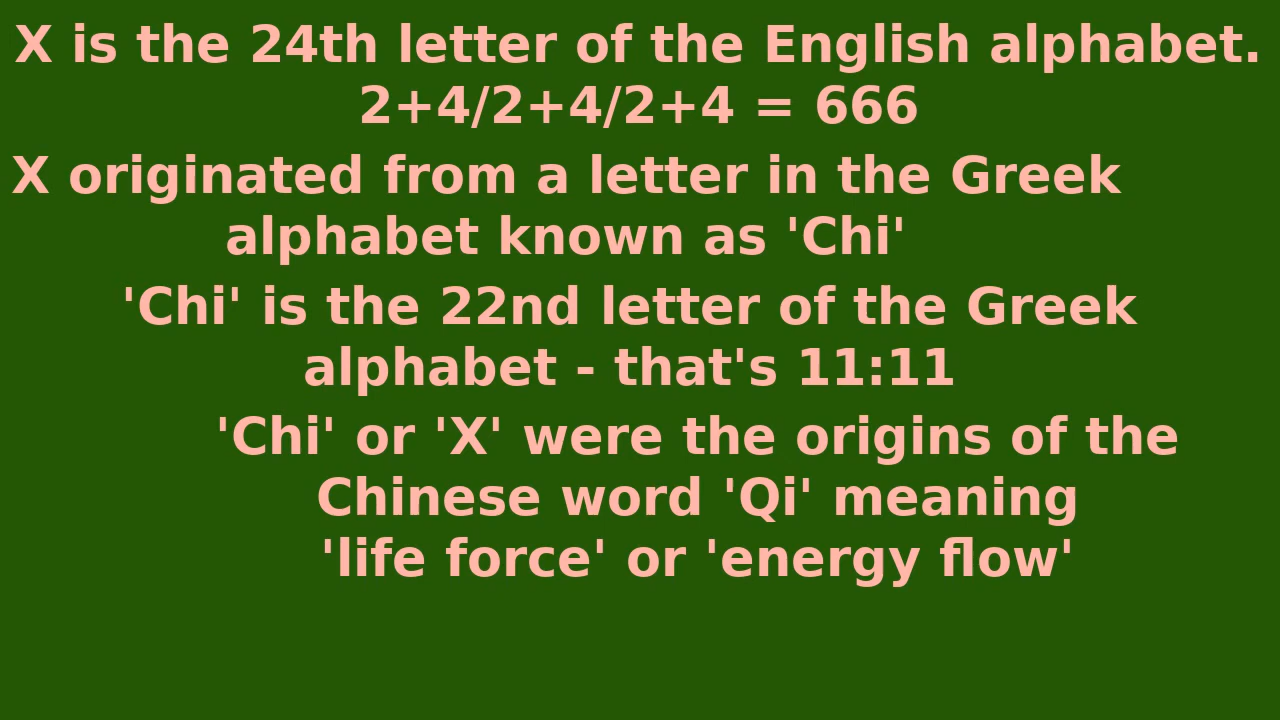 X is the 24th letter of the English alphabet.
2+4/2+4/2+4 = 666
X originated from a letter in the Greek
alphabet known as 'Chi'
'Chi' is the 22nd letter of the Greek
alphabet - that's 11:11
'Chi' or 'X' were the origins of the
Chinese word 'Qi' meaning
'life force' or 'energy flow'